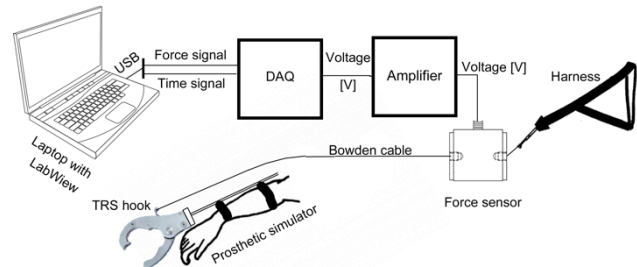 USB
Force signal
Time signal
DAQ
Voltage
[V]
Amplifier
Voltage [V]
Harness
Laptop with
LabView
Bowden cable
Force sensor
TRS hook
Prosthetic simulator